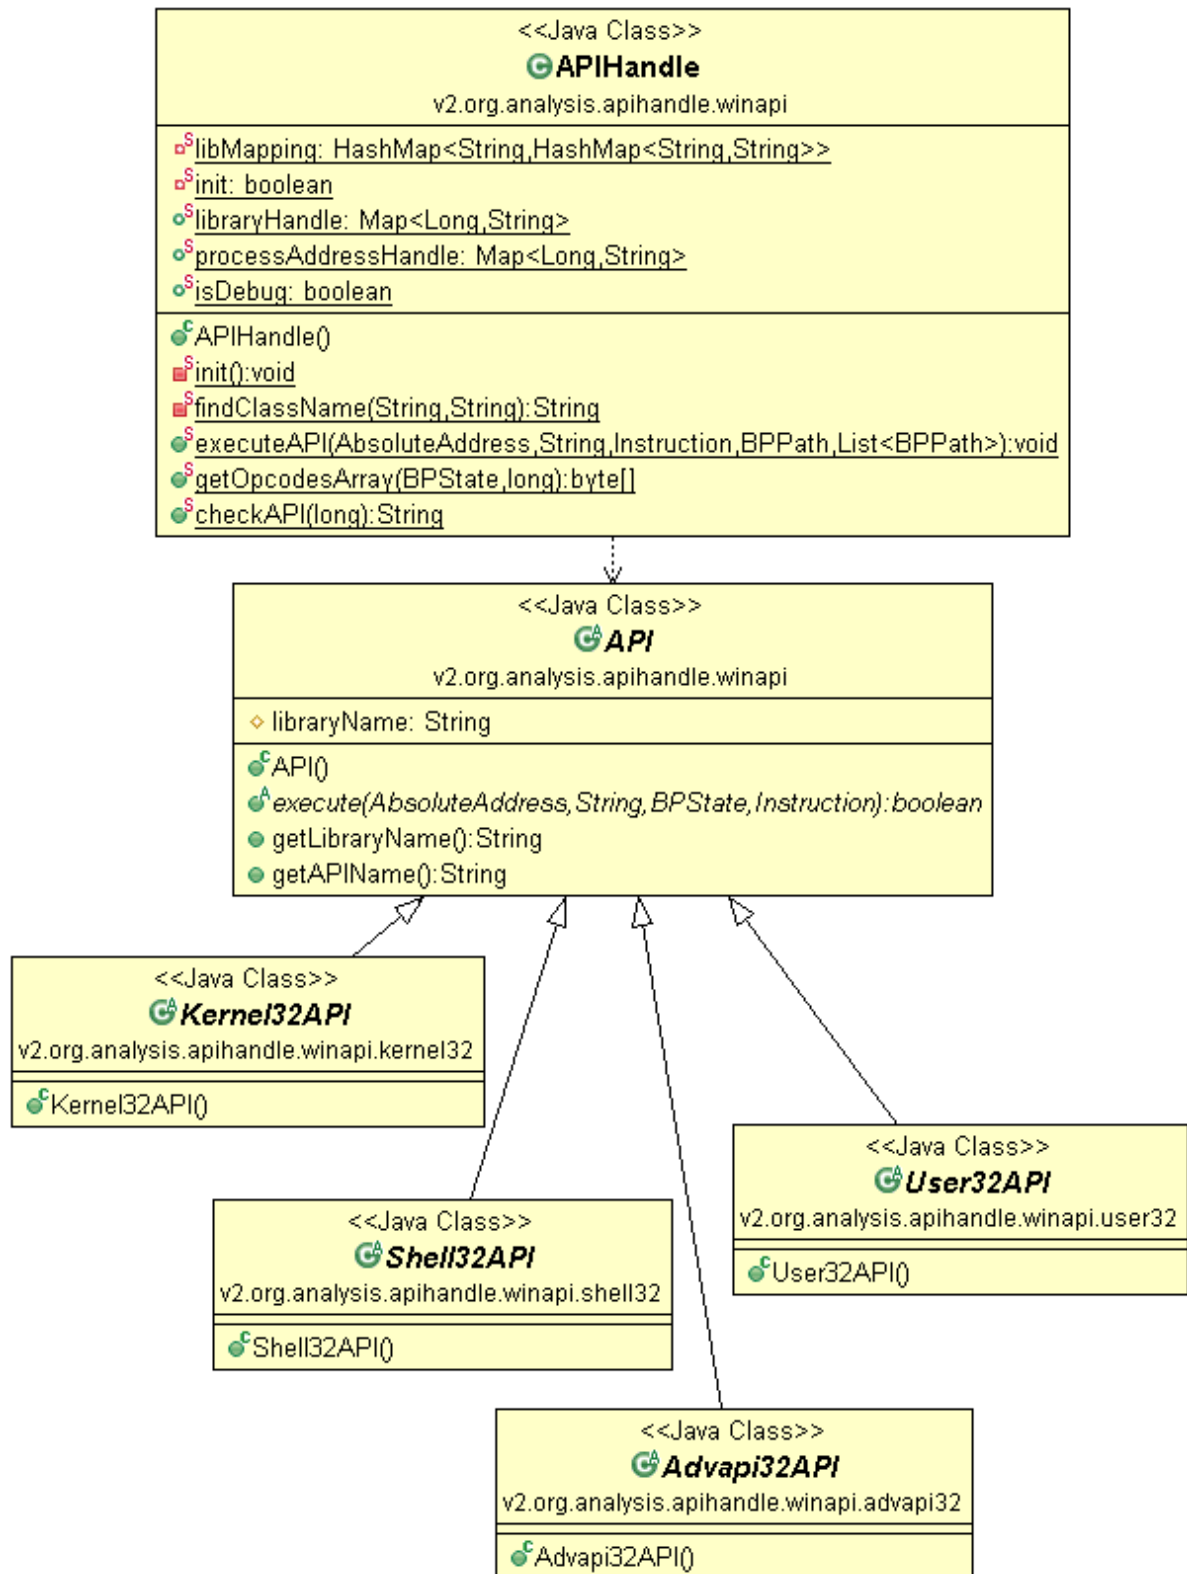 <<Java Class>>
APIHandle
v2.org.analysis.apihandle.winapi
libMapping: HashMap<String,HashMap<String,String>>
init: boolean
libraryHandle: Map<Long,String>
processAddressHandle: Map<Long,String>
isDebug: boolean
APIHandle()
init():void
findClassName(String,String):String
executeAPI(AbsoluteAddress,String,Instruction,BPPath,List<BPPath>):void
getOpcodesArray(BPState,long):byte[]
checkAPI(long):String
<<Java Class>>
API
v2.org.analysis.apihandle.winapi
libraryName: String
API()
execute(AbsoluteAddress,String,BPState,Instruction):boolean
getLibraryName():String
getAPIName():String
<<Java Class>>
Kernel32API
v2.org.analysis.apihandle.winapi.kernel32
Kernel32API()
<<Java Class>>
User32API
v2.org.analysis.apihandle.winapi.user32
User32API()
<<Java Class>>
Shell32API
v2.org.analysis.apihandle.winapi.shell32
Shell32API()
<<Java Class>>
Advapi32API
v2.org.analysis.apihandle.winapi.advapi32
Advapi32API()